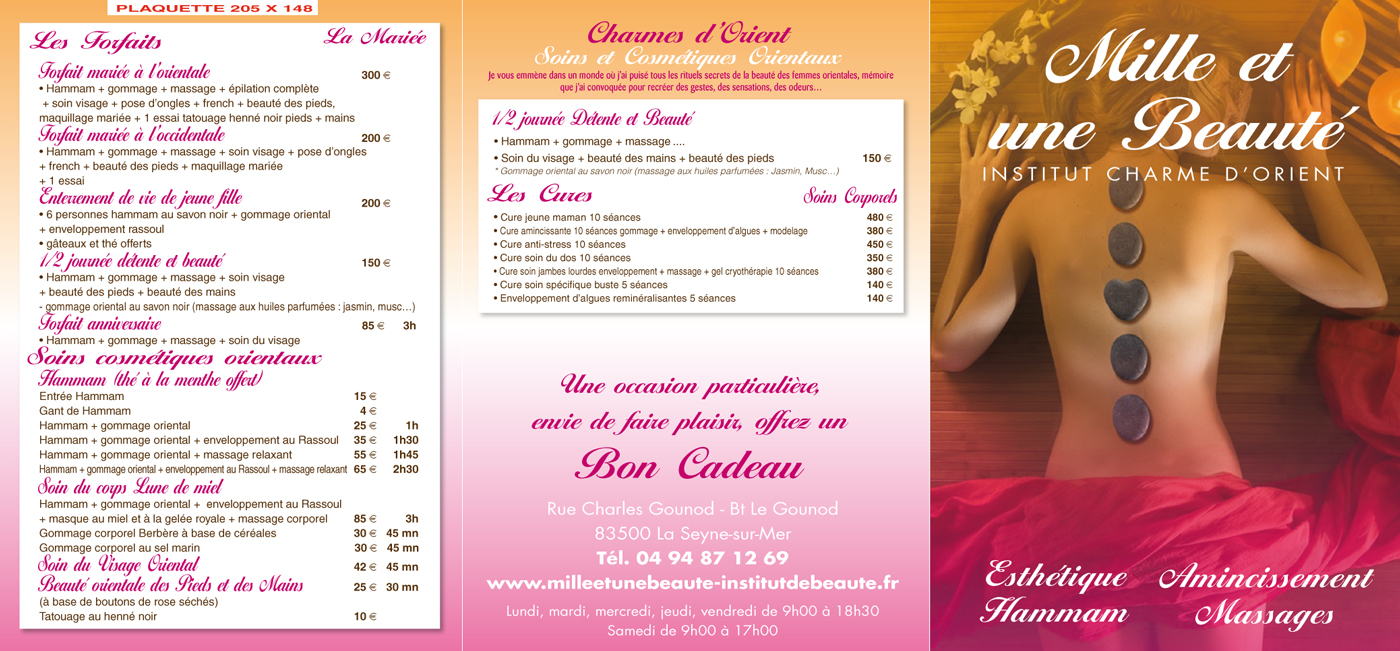 PLAQUETTE 205 X 148
Les Forfaits
La Mariée
Forfait mariée à l'orientale 300 €
• Hammam + gommage + massage + épilation complète
+ soin visage + pose d'ongles + french + beauté des pieds,
maquillage mariée + 1 essai tatouage henné noir pieds + mains
Forfait mariée à l'occidentale 200 €
• Hammam + gommage + massage + soin visage + pose d'ongles
+ french + beauté des pieds + maquillage mariée
+ 1 essai
Enterrement de vie de jeune fille 200 €
• 6 personnes hammam au savon noir + gommage oriental
+ enveloppement rassoul
• gâteaux et thé offerts
1/2 journée détente et beauté 150 €
• Hammam + gommage + massage + soin visage
+ beauté des pieds + beauté des mains
- gommage oriental au savon noir (massage aux huiles parfumées : jasmin, musc…)
Forfait anniversaire 85 € 3h
• Hammam + gommage + massage + soin du visage
Soins cosmétiques orientaux
Hammam (thé à la menthe offert)
Entrée Hammam 15 €
Gant de Hammam 4 €
Hammam + gommage oriental 25 € 1h
Hammam + gommage oriental + enveloppement au Rassoul 35 € 1h30
Hammam + gommage oriental + massage relaxant 55 € 1h45
Hammam + gommage oriental + enveloppement au Rassoul + massage relaxant 65 € 2h30
Soin du corps Lune de miel
Hammam + gommage oriental + enveloppement au Rassoul
+ masque au miel et à la gelée royale + massage corporel 85 € 3h
Gommage corporel Berbère à base de céréales 30 € 45 mn
Gommage corporel au sel marin 30 € 45 mn
Soin du Visage Oriental 42 € 45 mn
Beauté orientale des Pieds et des Mains 25 € 30 mn
(à base de boutons de rose séchés)
Tatouage au henné noir 10 €
Charmes d'Orient
Soins et Cosmétiques Orientaux
Je vous emmène dans un monde où j'ai puisé tous les rituels secrets de la beauté des femmes orientales, mémoire
que j'ai convoquée pour recréer des gestes, des sensations, des odeurs…
1/2 journée Détente et Beauté
• Hammam + gommage + massage ....
• Soin du visage + beauté des mains + beauté des pieds 150 €
* Gommage oriental au savon noir (massage aux huiles parfumées : Jasmin, Musc…)
Les Cures
Soins Corporels
• Cure jeune maman 10 séances 480 €
• Cure amincissante 10 séances gommage + enveloppement d'algues + modelage 380 €
• Cure anti-stress 10 séances 450 €
• Cure soin du dos 10 séances 350 €
• Cure soin jambes lourdes enveloppement + massage + gel cryothérapie 10 séances 380 €
• Cure soin spécifique buste 5 séances 140 €
• Enveloppement d'algues reminéralisantes 5 séances 140 €
Une occasion particulière,
envie de faire plaisir, offrez un
Bon Cadeau
Rue Charles Gounod - Bt Le Gounod
83500 La Seyne-sur-Mer
Tél. 04 94 87 12 69
www.milleetunebeaute-institutdebeaute.fr
Lundi, mardi, mercredi, jeudi, vendredi de 9h00 à 18h30
Samedi de 9h00 à 17h00
Mille et
une Beauté
INSTITUT CHARME D'ORIENT
Esthétique Amincissement
Hammam Massages